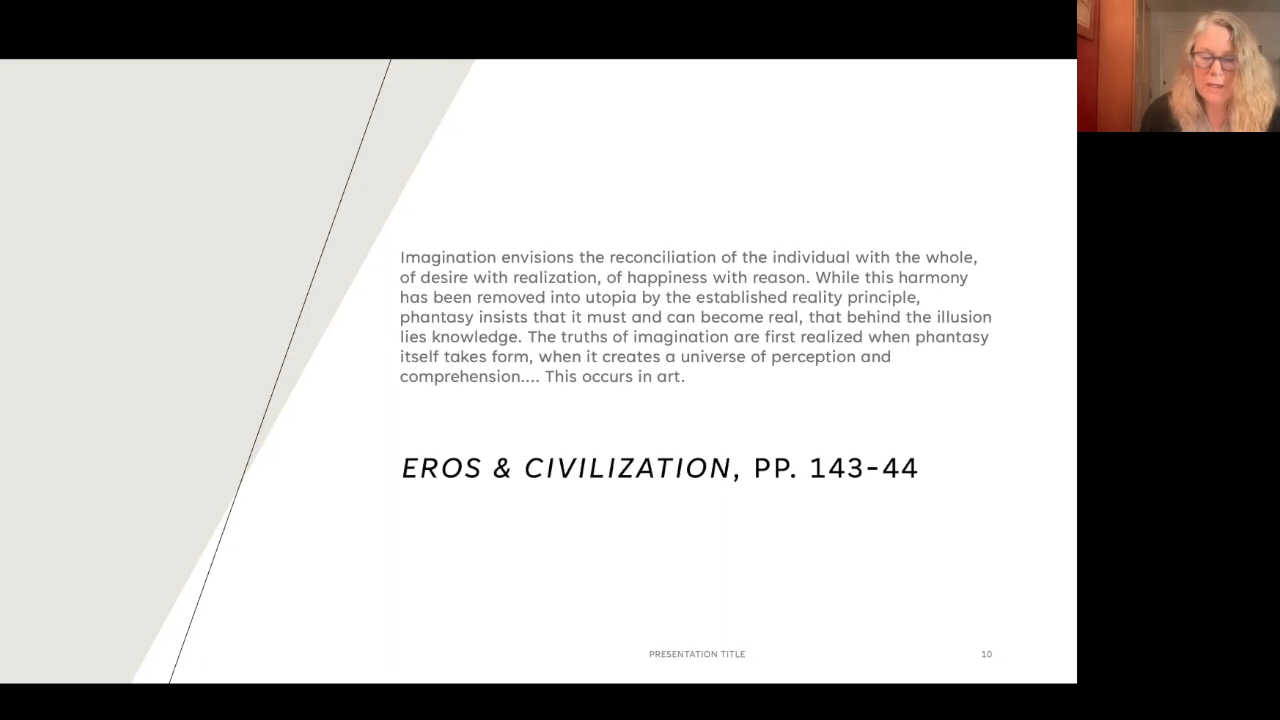 Imagination envisions the reconciliation of the individual with the whole,
of desire with realization, of happiness with reason. While this harmony
has been removed into utopia by the established reality principle,
phantasy insists that it must and can become real, that behind the illusion
lies knowledge. The truths of imagination are first realized when phantasy
itself takes form, when it creates a universe of perception and
comprehension.... This occurs in art.
EROS & CIVILIZATION, PP. 143-44
PRESENTATION TITLE
10